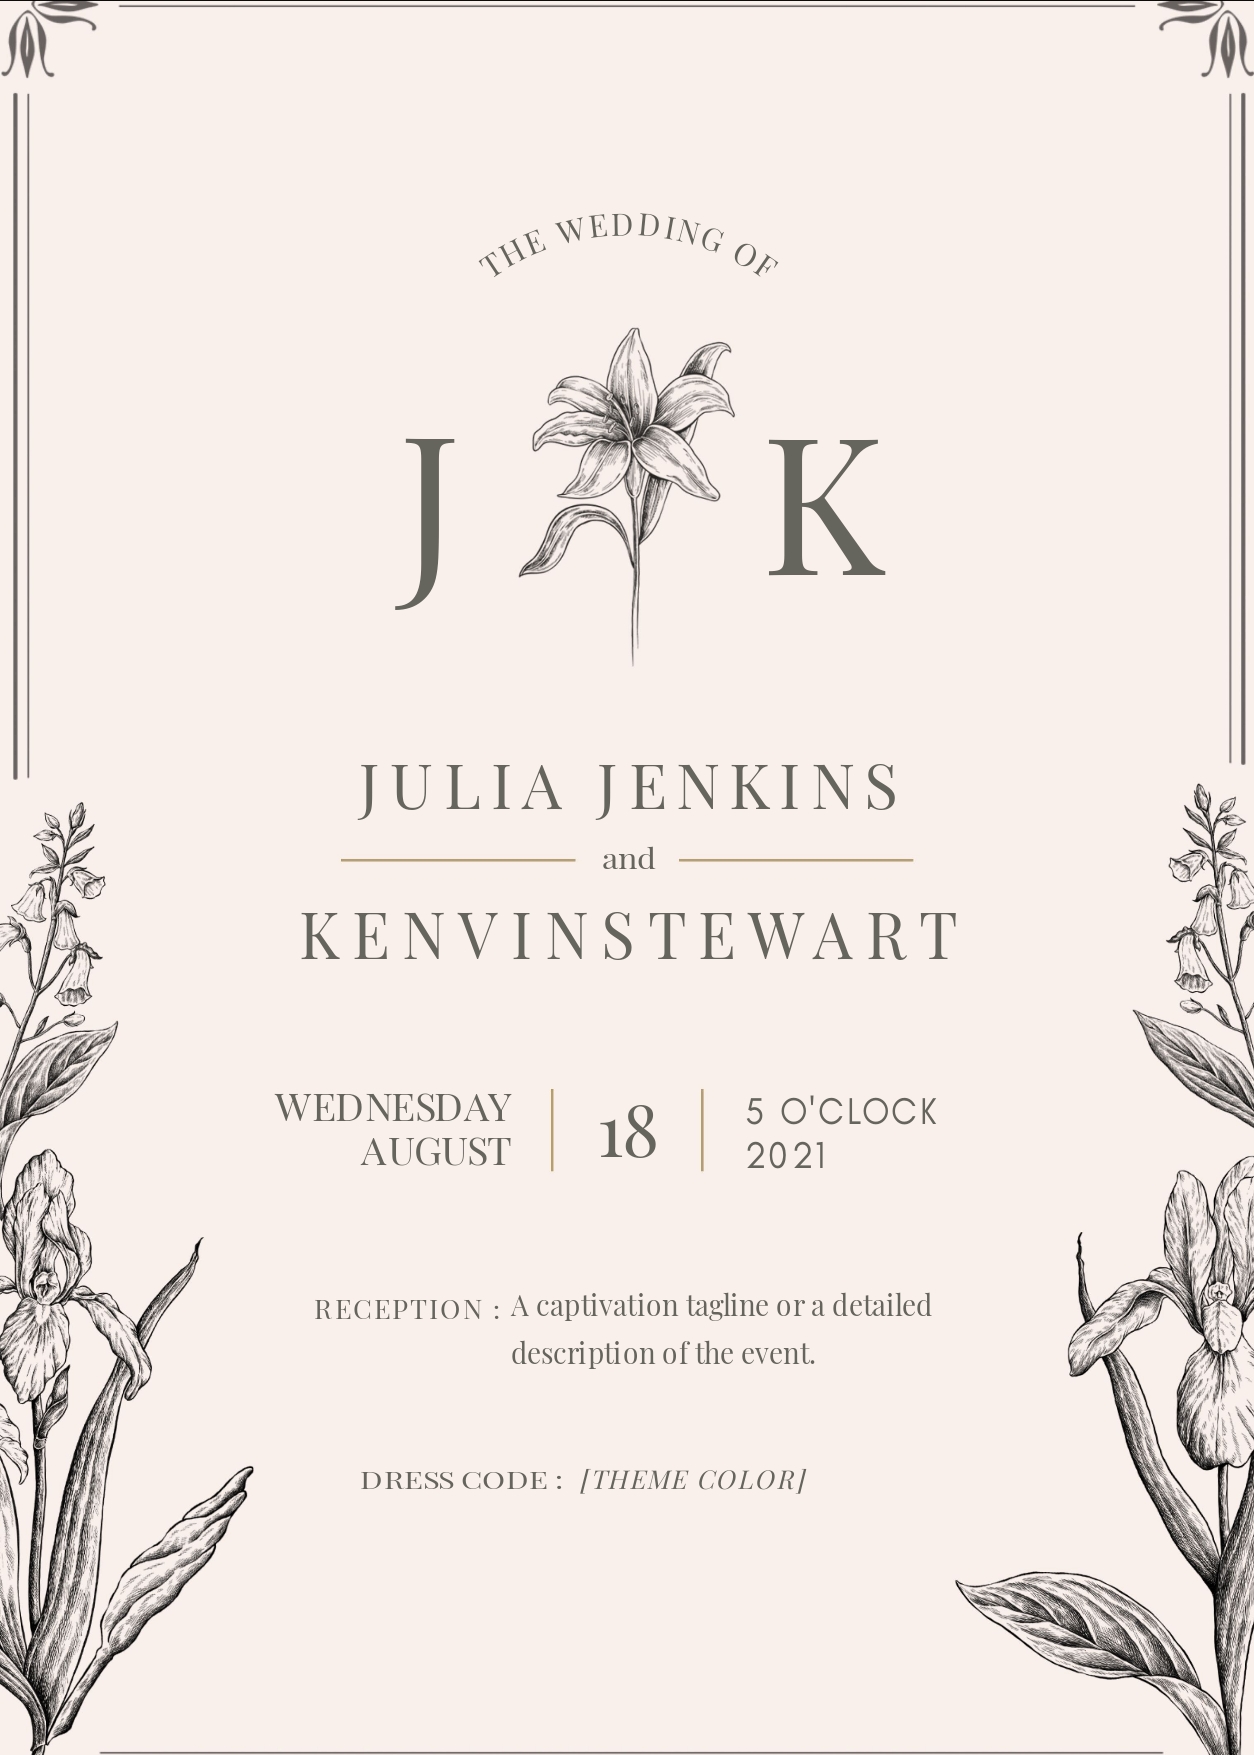 THE WEDDING OF
J K
JULIA JENKINS
and
KENVINSTEWART
WEDNESDAY
AUGUST
18
5 O'CLOCK
2021
RECEPTION : A captivation tagline or a detailed
description of the event.
DRESS CODE : [THEME COLOR]